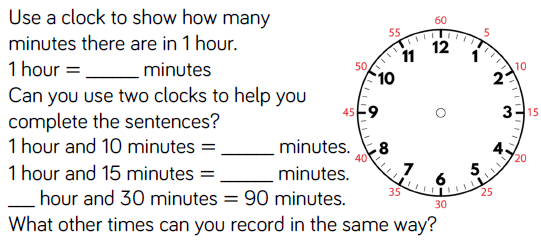 Use a clock to show how many
minutes there are in 1 hour.
1 hour = ______ minutes
Can you use two clocks to help you
complete the sentences?
1 hour and 10 minutes = ______ minutes.
1 hour and 15 minutes = ______ minutes.
___ hour and 30 minutes = 90 minutes.
What other times can you record in the same way?
60
55 5
11 12 1
50 10
10 2
45 9 3 15
8 4
40 20
7 6 5
35 25
30